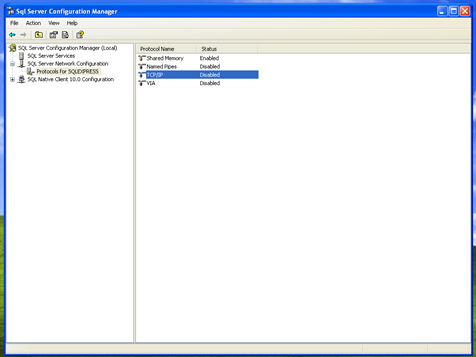 Sql Server Configuration Manager
File Action View Help
SQL Server Configuration Manager (Local)
SQL Server Services
SQL Server Network Configuration
Protocols for SQLEXPRESS
SQL Native Client 10.0 Configuration
Protocol Name Status
Shared Memory Enabled
Named Pipes Disabled
TCP/IP Disabled
VIA Disabled